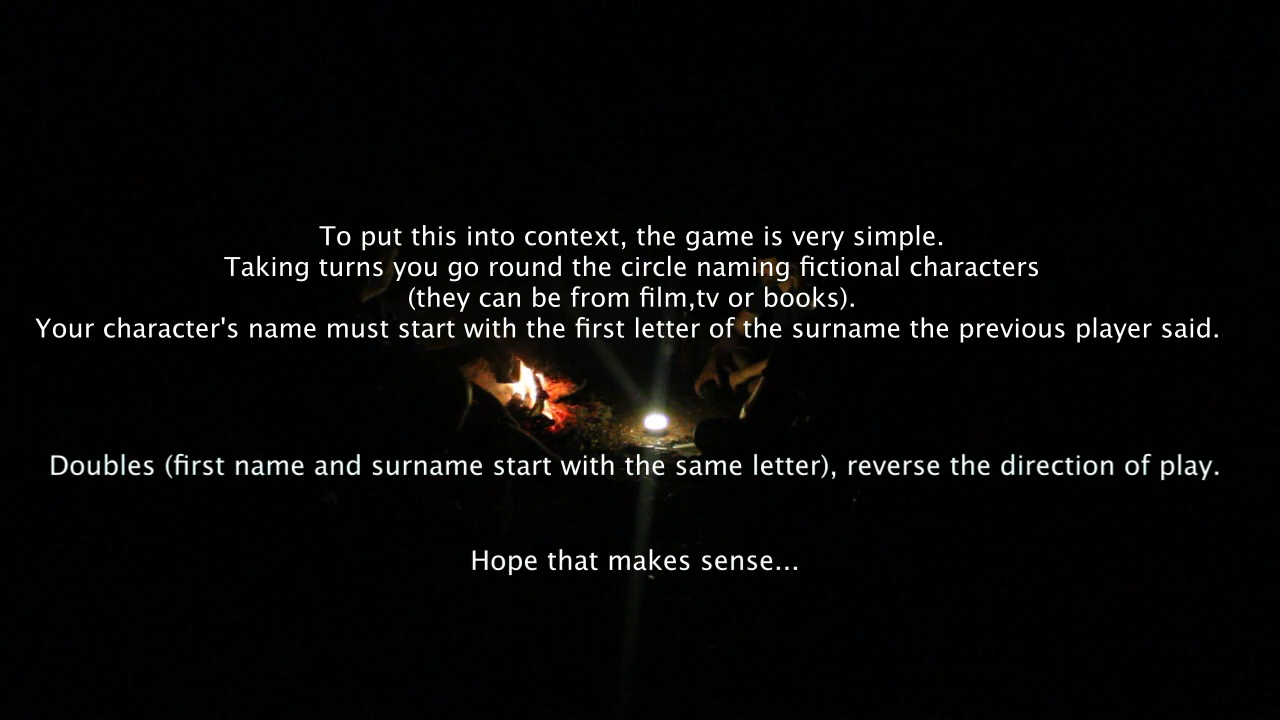 To put this into context, the game is very simple.
Taking turns you go round the circle naming fictional characters
(they can be from film,tv or books).
Your character's name must start with the first letter of the surname the previous player said.
Doubles (first name and surname start with the same letter), reverse the direction of play.
Hope that makes sense...